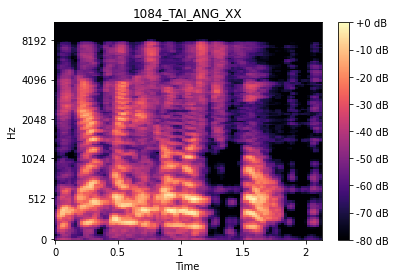 1084_TAI_ANG_XX
+0 dB
8192
-10 dB
4096
-20 dB
-30 dB
2048
Hz
-40 dB
1024
-50 dB
512
-60 dB
-70 dB
0
-80 dB
0
0.5
1
1.5
2
Time